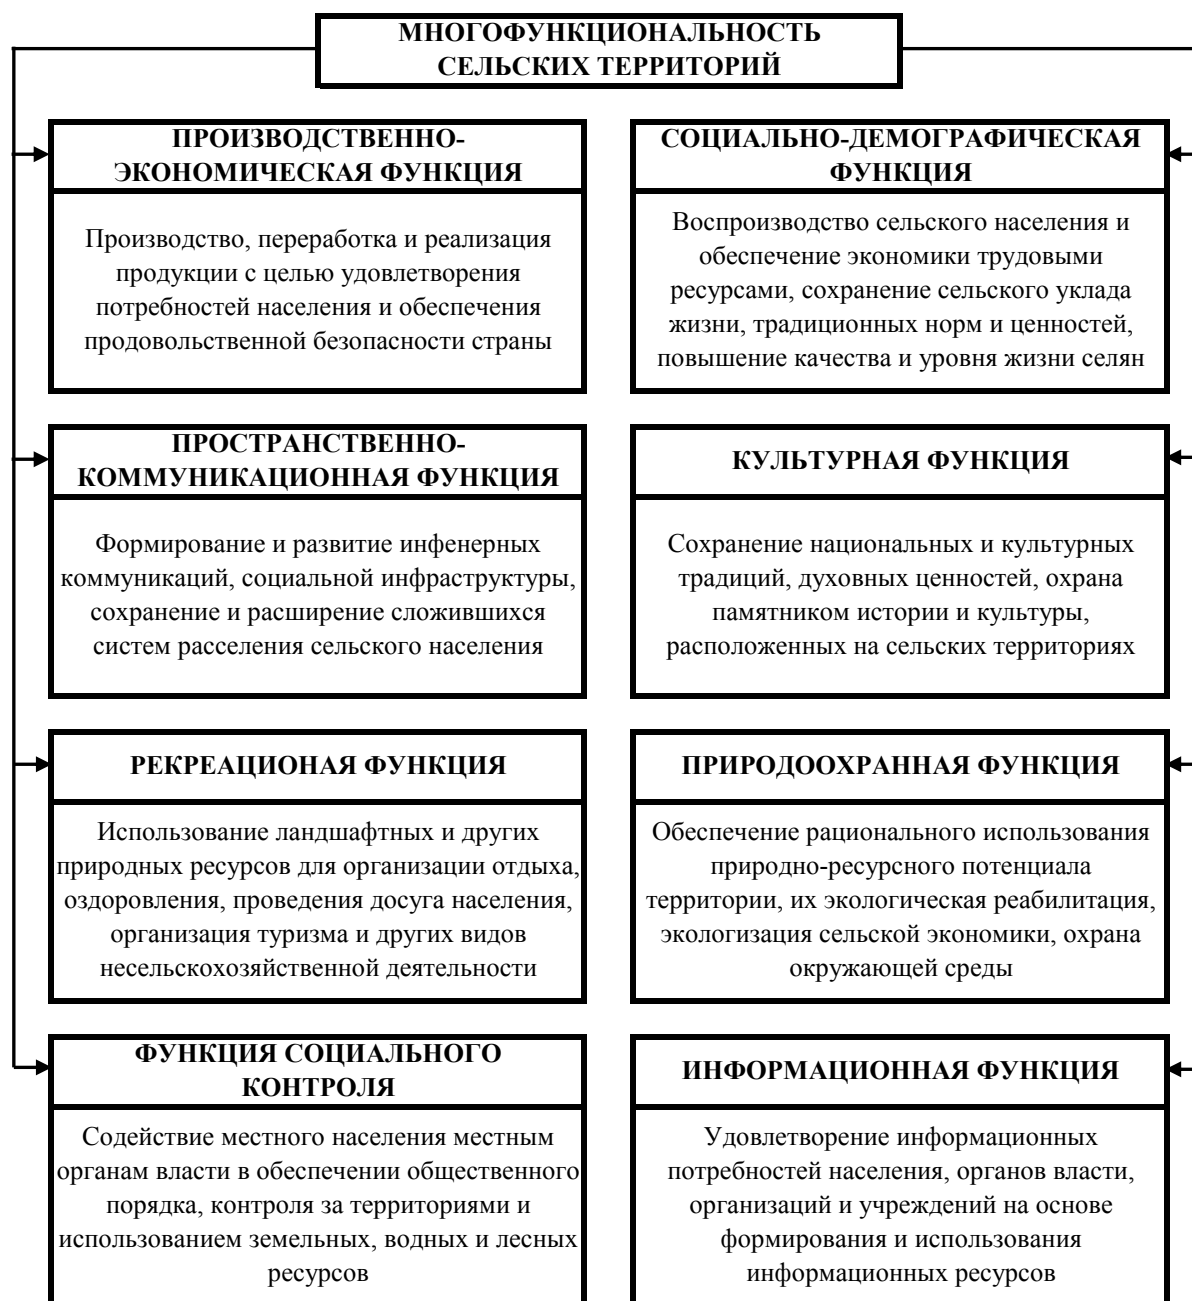 МНОГОФУНКЦИОНАЛЬНОСТЬ
СЕЛЬСКИХ ТЕРРИТОРИЙ
ПРОИЗВОДСТВЕННО-
ЭКОНОМИЧЕСКАЯ ФУНКЦИЯ
Производство, переработка и реализация
продукции с целью удовлетворения
потребностей населения и обеспечения
продовольственной безопасности страны
СОЦИАЛЬНО-ДЕМОГРАФИЧЕСКАЯ
ФУНКЦИЯ
Воспроизводство сельского населения и
обеспечение экономики трудовыми
ресурсами, сохранение сельского уклада
жизни, традиционных норм и ценностей,
повышение качества и уровня жизни селян
ПРОСТРАНСТВЕННО-
КОММУНИКАЦИОННАЯ ФУНКЦИЯ
Формирование и развитие инфенерных
коммуникаций, социальной инфраструктуры,
сохранение и расширение сложившихся
систем расселения сельского населения
КУЛЬТУРНАЯ ФУНКЦИЯ
Сохранение национальных и культурных
традиций, духовных ценностей, охрана
памятником истории и культуры,
расположенных на сельских территориях
РЕКРЕАЦИОНАЯ ФУНКЦИЯ
Использование ландшафтных и других
природных ресурсов для организации отдыха,
оздоровления, проведения досуга населения,
организация туризма и других видов
несельскохозяйственной деятельности
ПРИРОДООХРАННАЯ ФУНКЦИЯ
Обеспечение рационального использования
природно-ресурсного потенциала
территории, их экологическая реабилитация,
экологизация сельской экономики, охрана
окружающей среды
ФУНКЦИЯ СОЦИАЛЬНОГО
КОНТРОЛЯ
Содействие местного населения местным
органам власти в обеспечении общественного
порядка, контроля за территориями и
использованием земельных, водных и лесных
ресурсов
ИНФОРМАЦИОННАЯ ФУНКЦИЯ
Удовлетворение информационных
потребностей населения, органов власти,
организаций и учреждений на основе
формирования и использования
информационных ресурсов